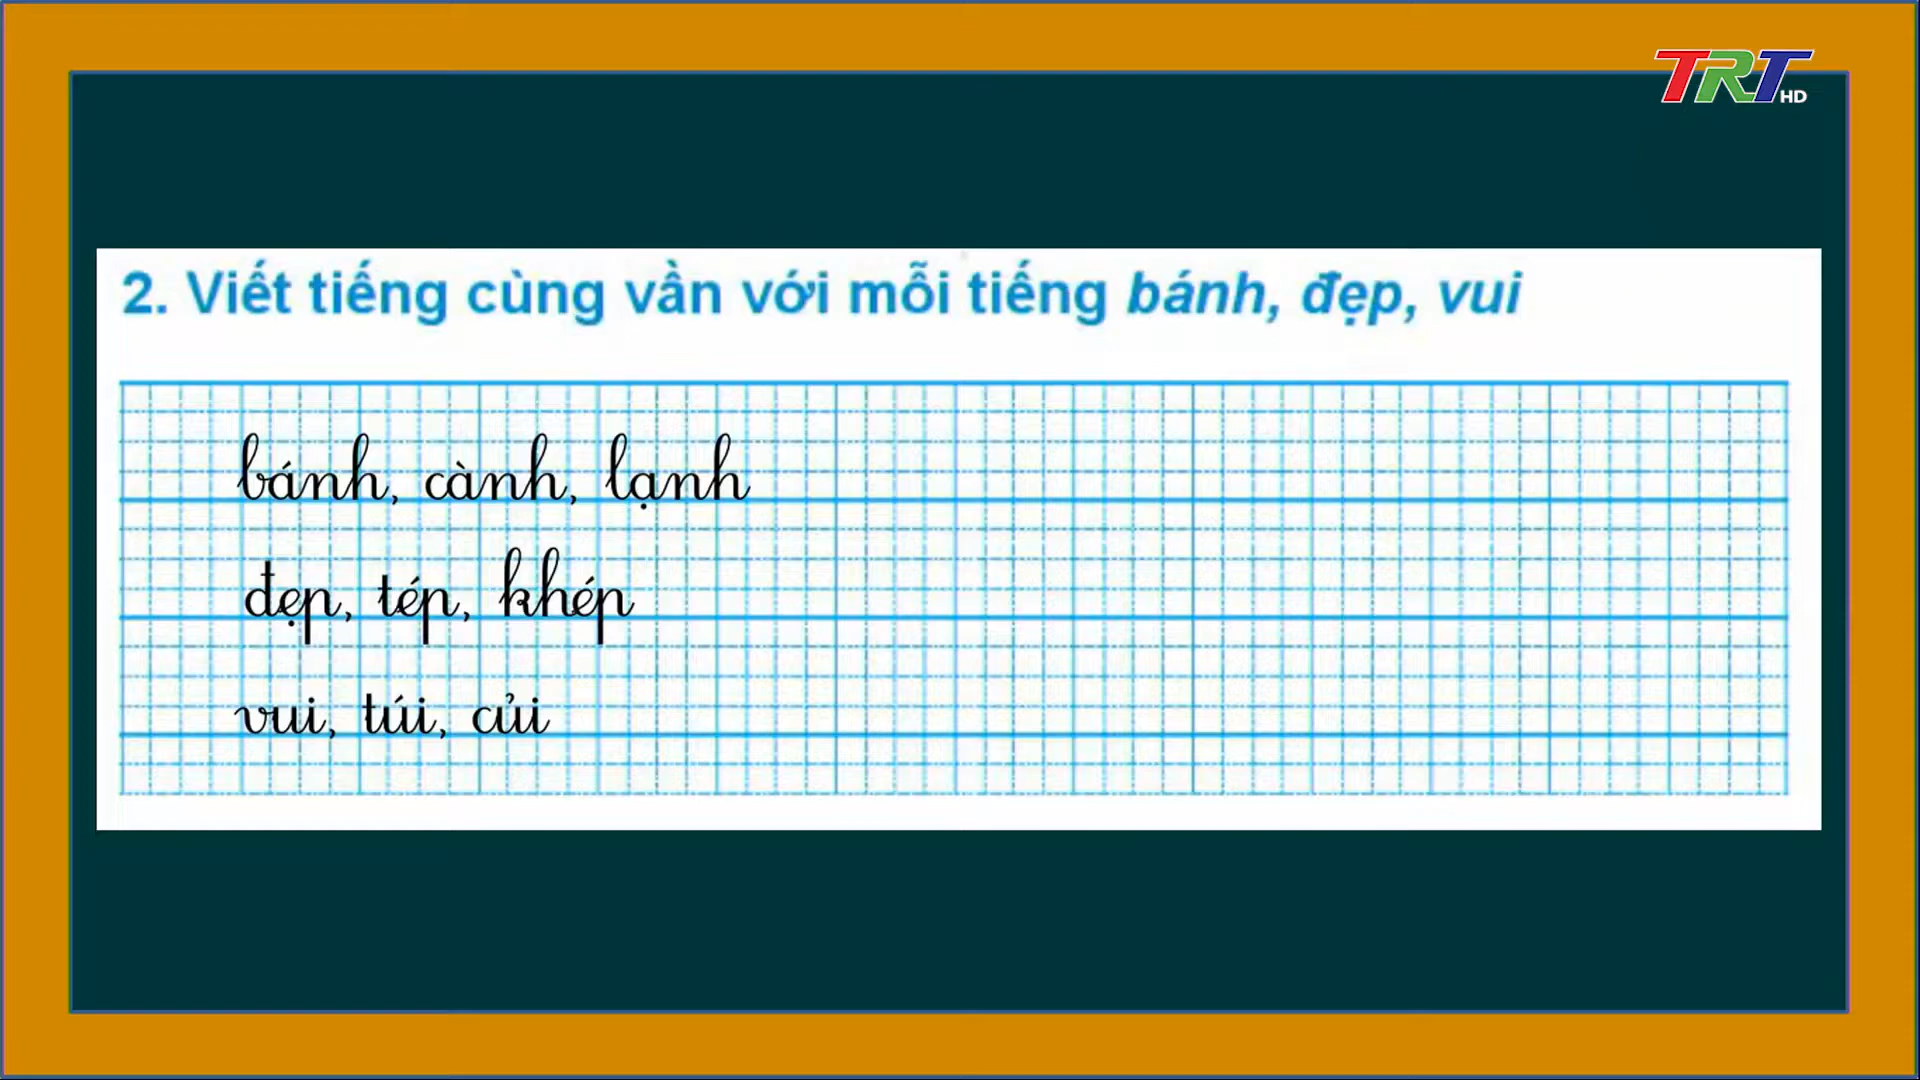 TRT HD
2. Viết tiếng cùng vần với mỗi tiếng bánh, đẹp, vui
bánh, cành, lạnh
đẹp, tép, khép
vui, túi, củi